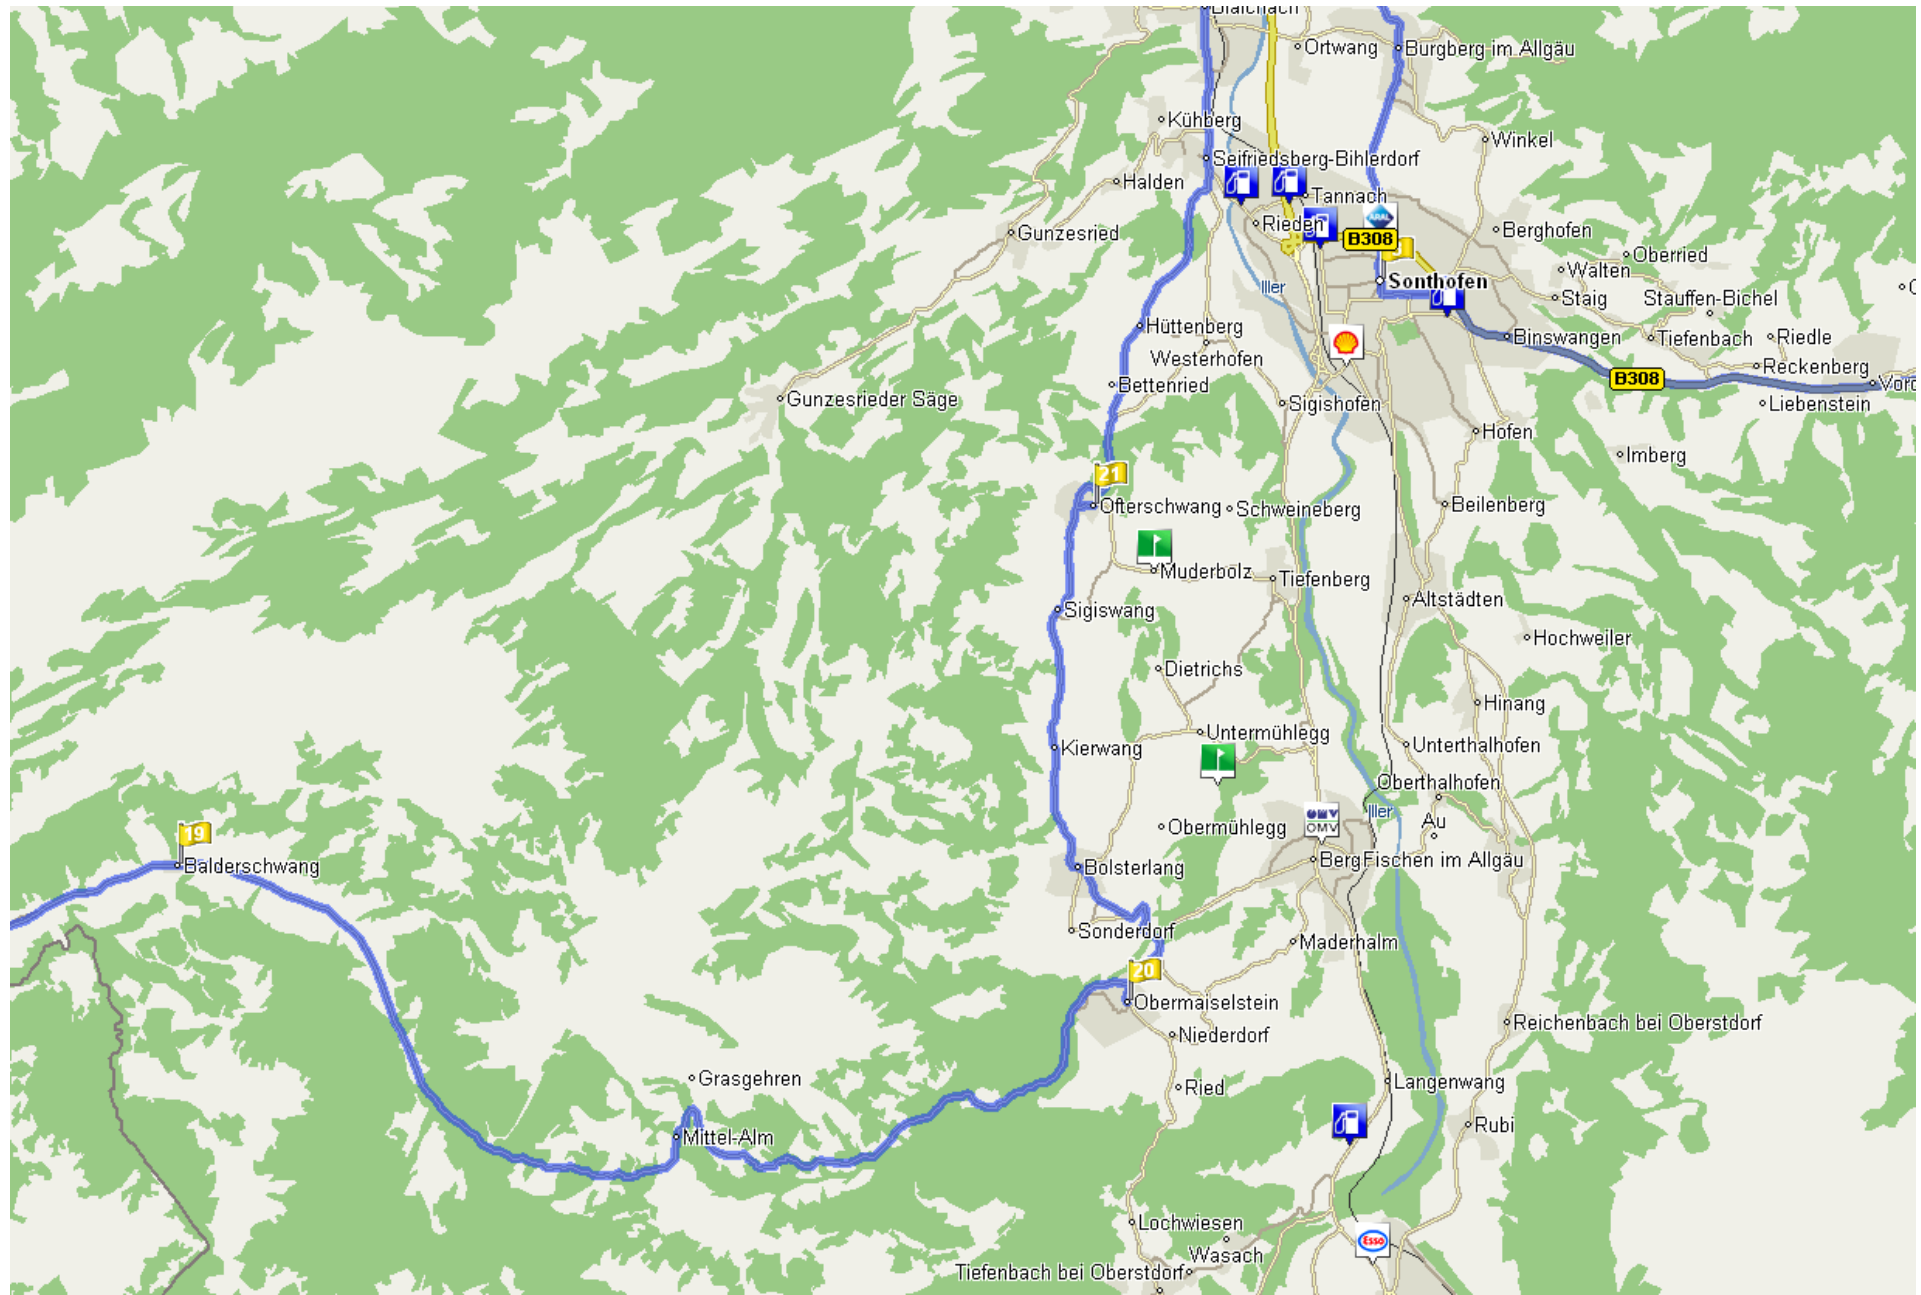 Blaichach
Ortwang
Burgberg im Allgäu
Kühberg
Winkel
Seifriedsberg-Bihlerdorf
Halden
Tannach
ARAL
Rieden
Gunzesried
B308
Berghofen
Oberried
Walten
Sonthofen
Iller
Staig
Stauffen-Bichel
Hüttenberg
Binswangen
Tiefenbach
Riedle
Westerhofen
Reckenberg
B308
Bettenried
Gunzesrieder Säge
Sigishofen
Liebenstein
Hofen
Imberg
21
Ofterschwang
Schweineberg
Beilenberg
Muderbolz
Tiefenberg
Altstädten
Sigiswang
Hochweiler
Dietrichs
Hinang
Untermühlegg
Kierwang
Unterthalhofen
Oberthalhofen
Iller
OMV
OMV
Au
19
Obermühlegg
Balderschwang
Bolsterlang
Berg
Fischen im Allgäu
Sonderdorf
Maderhalm
20
Obermaiselstein
Niederdorf
Reichenbach bei Oberstdorf
Grasgehren
Ried
Langenwang
Mittel-Alm
Rubi
Lochwiesen
Wasach
Esso
Tiefenbach bei Oberstdorf